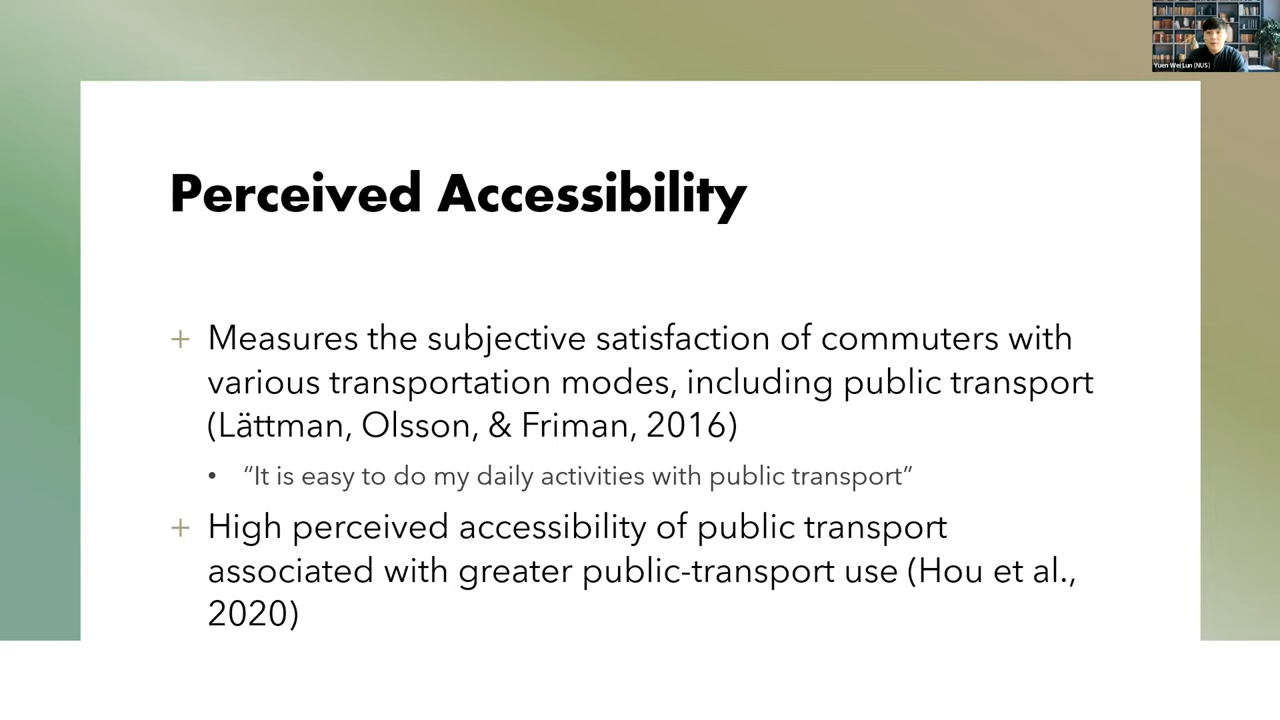 Yuen Wei Lun (NUS)
Perceived Accessibility
+ Measures the subjective satisfaction of commuters with
various transportation modes, including public transport
(Lättman, Olsson, & Friman, 2016)
• “It is easy to do my daily activities with public transport”
+ High perceived accessibility of public transport
associated with greater public-transport use (Hou et al.,
2020)